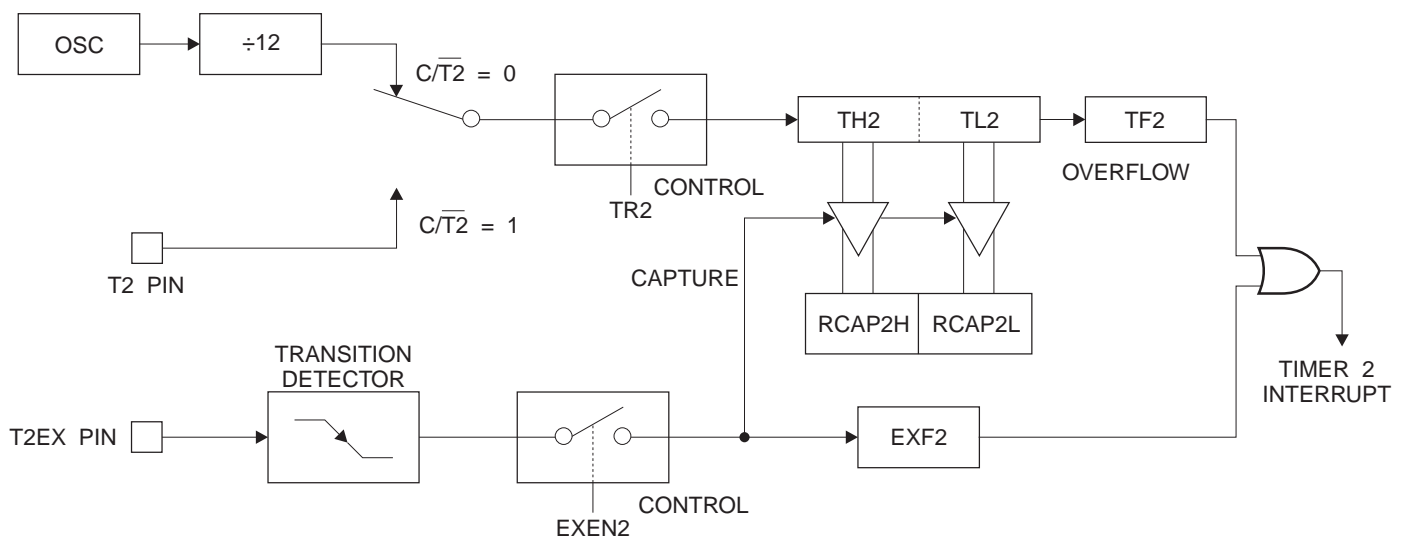 OSC
÷12
C/T2̅ = 0
TH2
TL2
TF2
OVERFLOW
CONTROL
TR2
C/T2̅ = 1
T2 PIN
CAPTURE
RCAP2H
RCAP2L
TRANSITION
DETECTOR
TIMER 2
INTERRUPT
T2EX PIN
EXF2
CONTROL
EXEN2